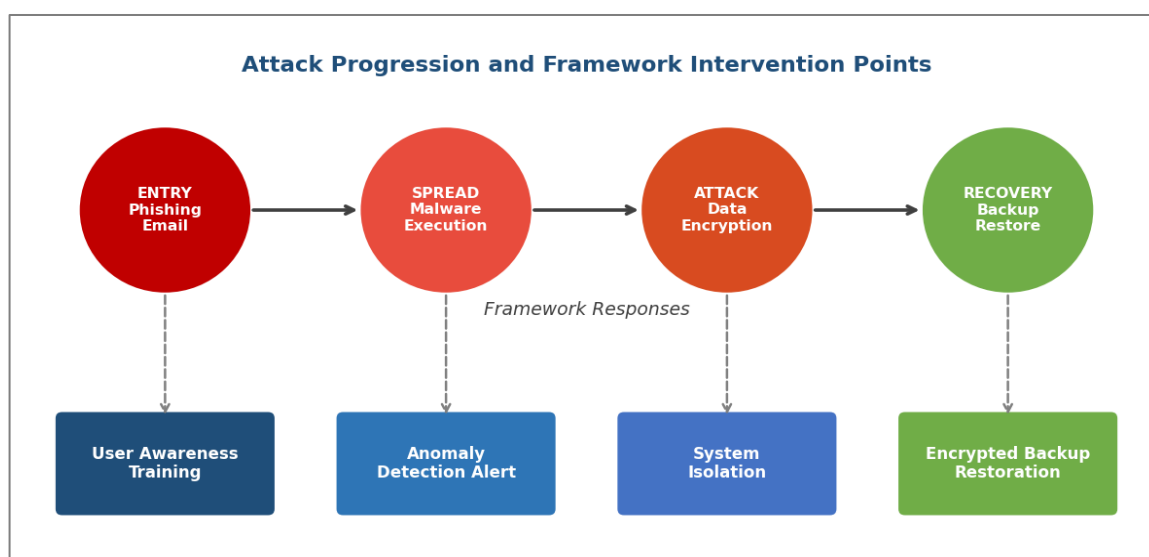 Attack Progression and Framework Intervention Points
ENTRY
Phishing
Email
SPREAD
Malware
Execution
ATTACK
Data
Encryption
RECOVERY
Backup
Restore
Framework Responses
User Awareness
Training
Anomaly
Detection Alert
System
Isolation
Encrypted Backup
Restoration